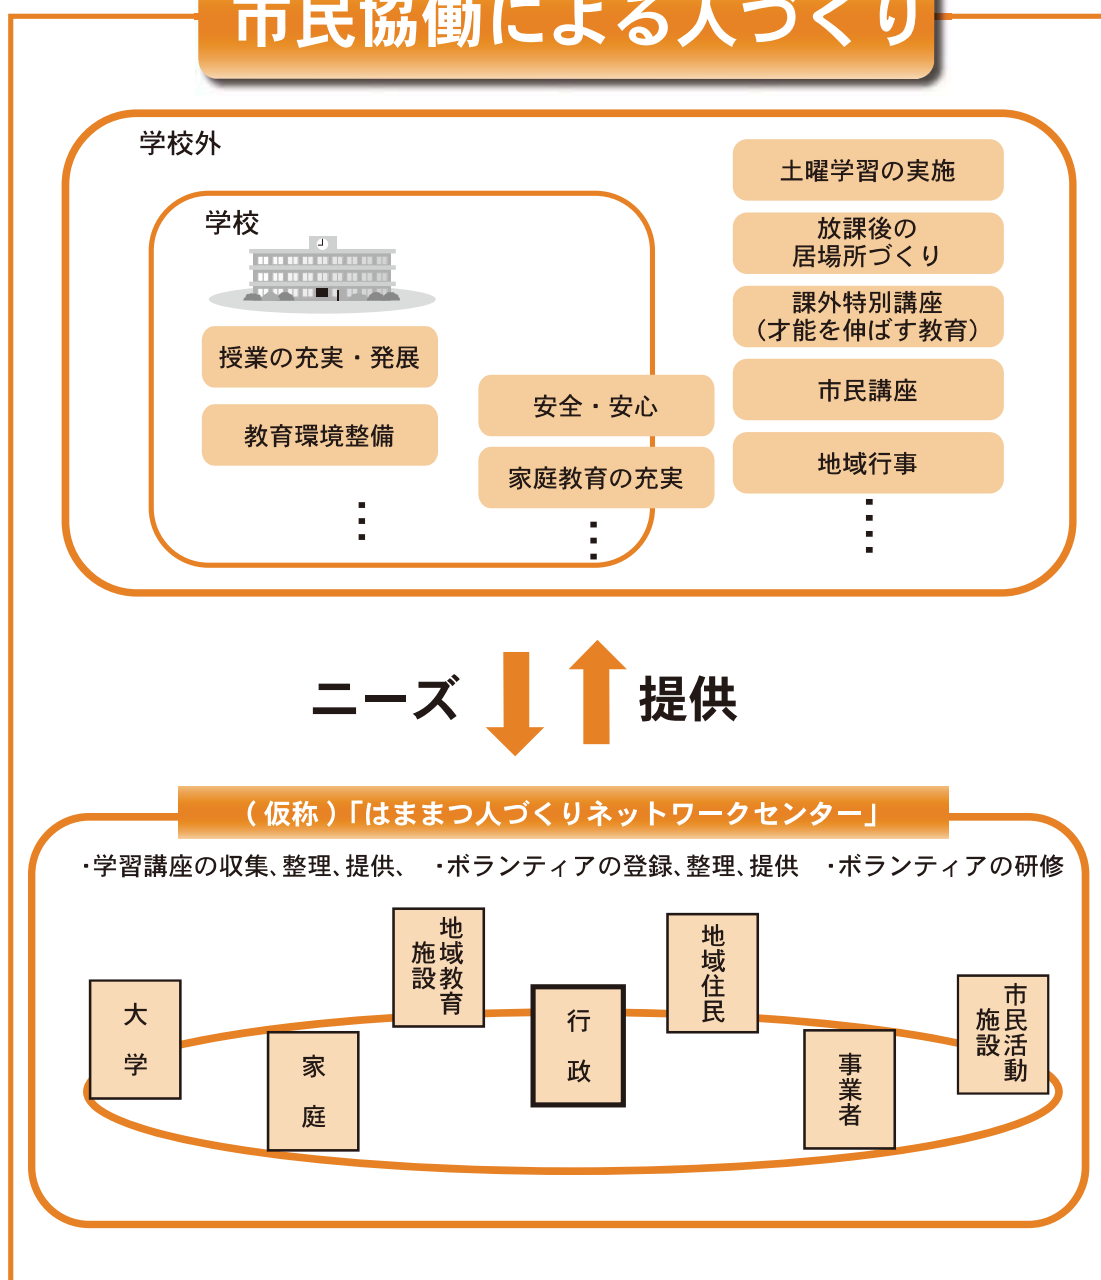 市民協働による人づくり
学校外
学校
授業の充実・発展
教育環境整備
安全・安心
家庭教育の充実
土曜学習の実施
放課後の
居場所づくり
課外特別講座
（才能を伸ばす教育）
市民講座
地域行事
ニーズ
提供
（仮称）「はままつ人づくりネットワークセンター」
・学習講座の収集、整理、提供、　・ボランティアの登録、整理、提供　・ボランティアの研修
大学
家庭
地域教育
施設
行政
地域住民
事業者
市民活動
施設